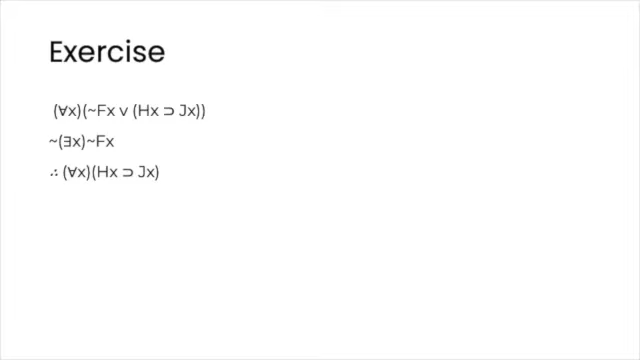 Exercise
(∀x)(~Fx v (Hx ⊃ Jx))
~(∃x)~Fx
∴ (∀x)(Hx ⊃ Jx)